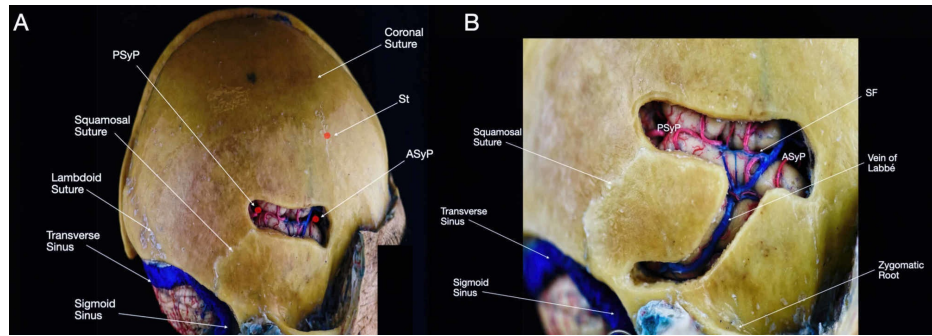 A
PSyP
Coronal
Suture
St
Squamosal
Suture
ASyP
Lambdoid
Suture
Transverse
Sinus
Sigmoid
Sinus
B
SF
PSyP
Squamosal
Suture
ASyP
Vein of
Labbé
Transverse
Sinus
Zygomatic
Root
Sigmoid
Sinus